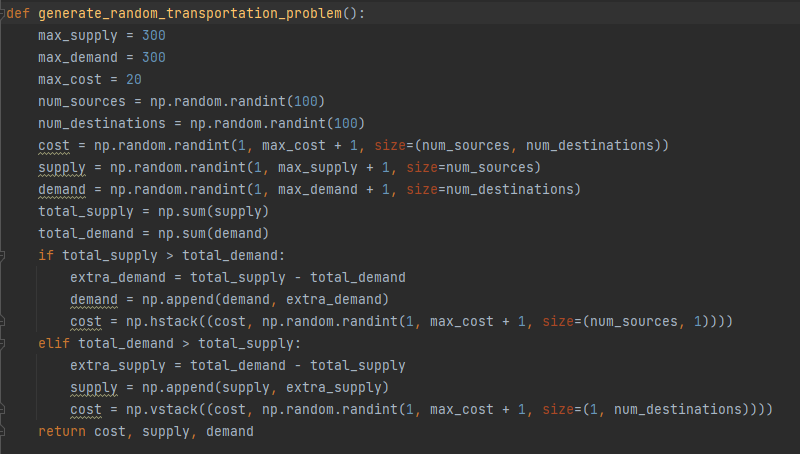 def generate_random_transportation_problem():
    max_supply = 300
    max_demand = 300
    max_cost = 20
    num_sources = np.random.randint(100)
    num_destinations = np.random.randint(100)
    cost = np.random.randint(1, max_cost + 1, size=(num_sources, num_destinations))
    supply = np.random.randint(1, max_supply + 1, size=num_sources)
    demand = np.random.randint(1, max_demand + 1, size=num_destinations)
    total_supply = np.sum(supply)
    total_demand = np.sum(demand)
    if total_supply > total_demand:
        extra_demand = total_supply - total_demand
        demand = np.append(demand, extra_demand)
        cost = np.hstack((cost, np.random.randint(1, max_cost + 1, size=(num_sources, 1))))
    elif total_demand > total_supply:
        extra_supply = total_demand - total_supply
        supply = np.append(supply, extra_supply)
        cost = np.vstack((cost, np.random.randint(1, max_cost + 1, size=(1, num_destinations))))
    return cost, supply, demand